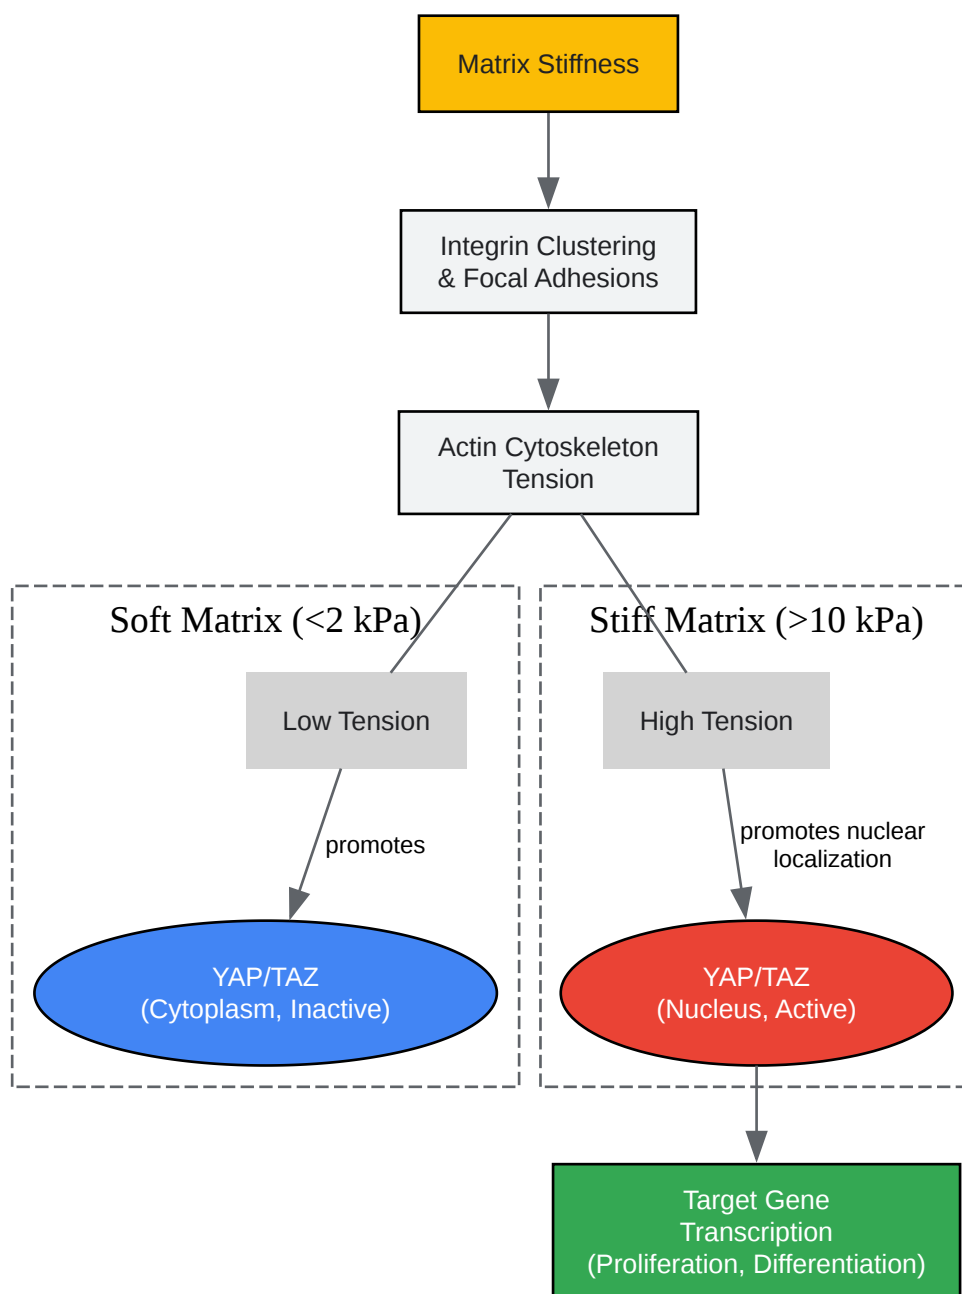 Matrix Stiffness
Integrin Clustering
& Focal Adhesions
Actin Cytoskeleton
Tension
Soft Matrix (<2 kPa)
Low Tension
promotes
YAP/TAZ
(Cytoplasm, Inactive)
Stiff Matrix (>10 kPa)
High Tension
promotes nuclear
localization
YAP/TAZ
(Nucleus, Active)
Target Gene
Transcription
(Proliferation, Differentiation)